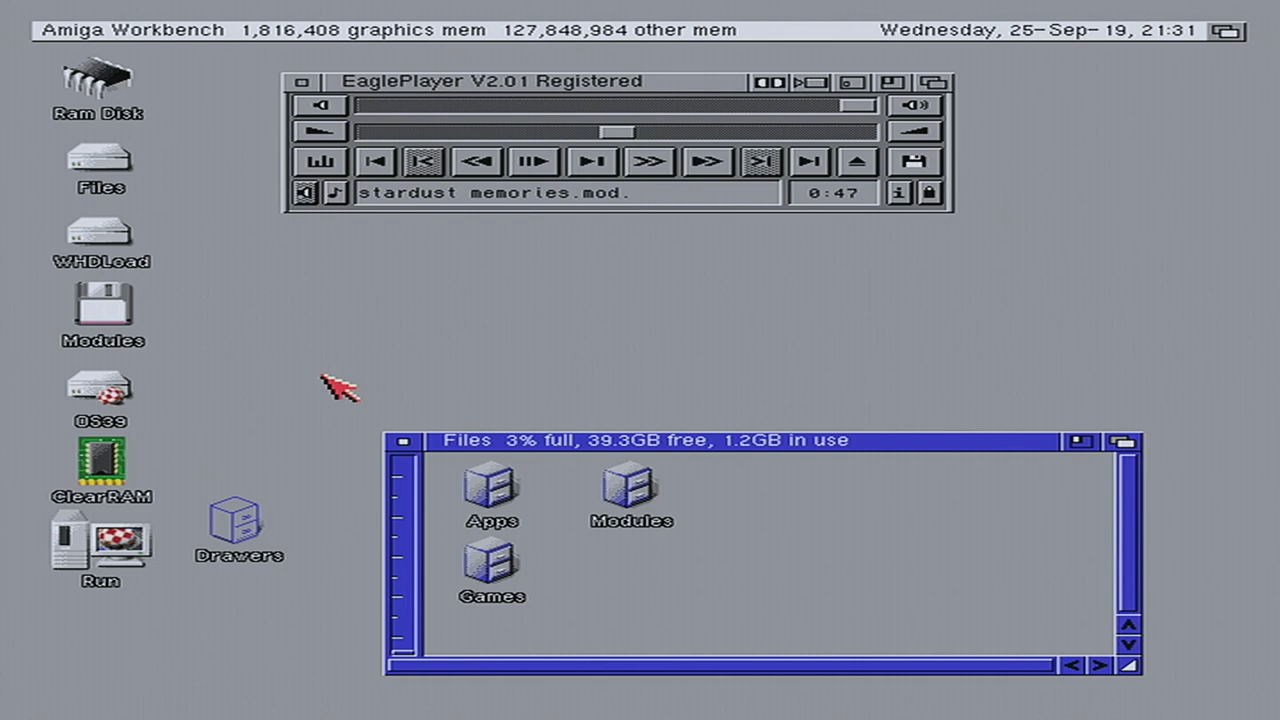 Amiga Workbench 1,816,408 graphics mem 127,848,984 other mem Wednesday, 25-Sep-19, 21:31
Ram Disk
Files
WHDLoad
Modules
OS39
ClearRAM
Run
Drawers
EaglePlayer V2.01 Registered
stardust memories.mod. 0:47
Files 3% full, 39.3GB free, 1.2GB in use
Apps Modules
Games